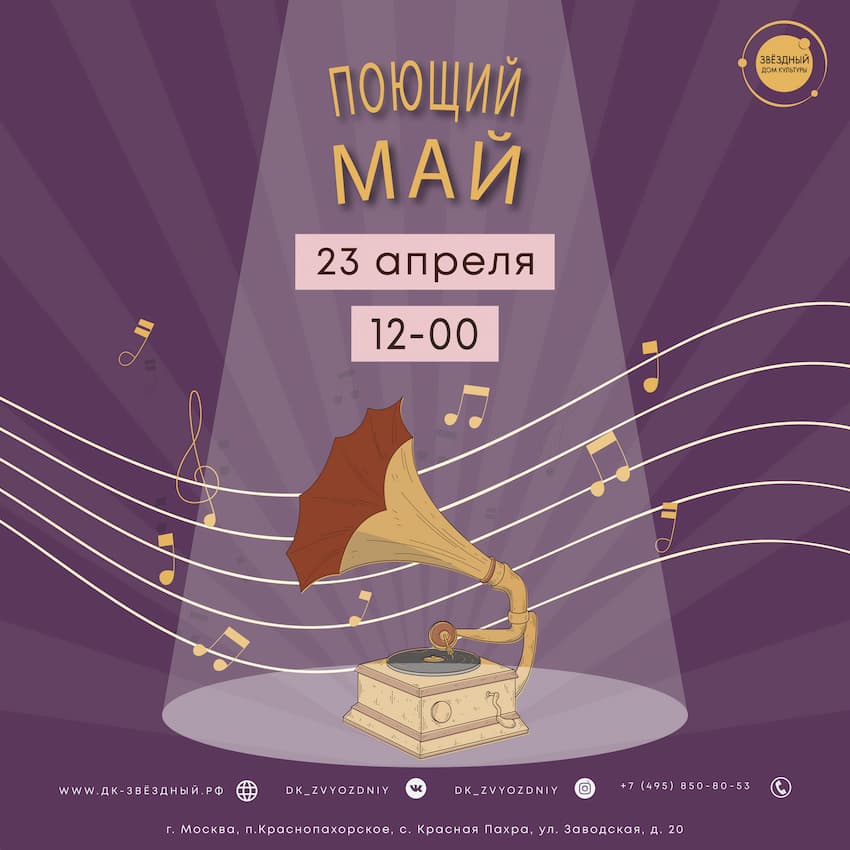 ПОЮЩИЙ
МАЙ
ЗВЁЗДНЫЙ
ДОМ КУЛЬТУРЫ
23 апреля
12-00
WWW.ДК-ЗВЁЗДНЫЙ.РФ DK_ZVYOZDNIY DK_ZVYOZDNIY +7 (495) 850-80-53
г. Москва, п.Краснопахорское, с. Красная Пахра, ул. Заводская, д. 20